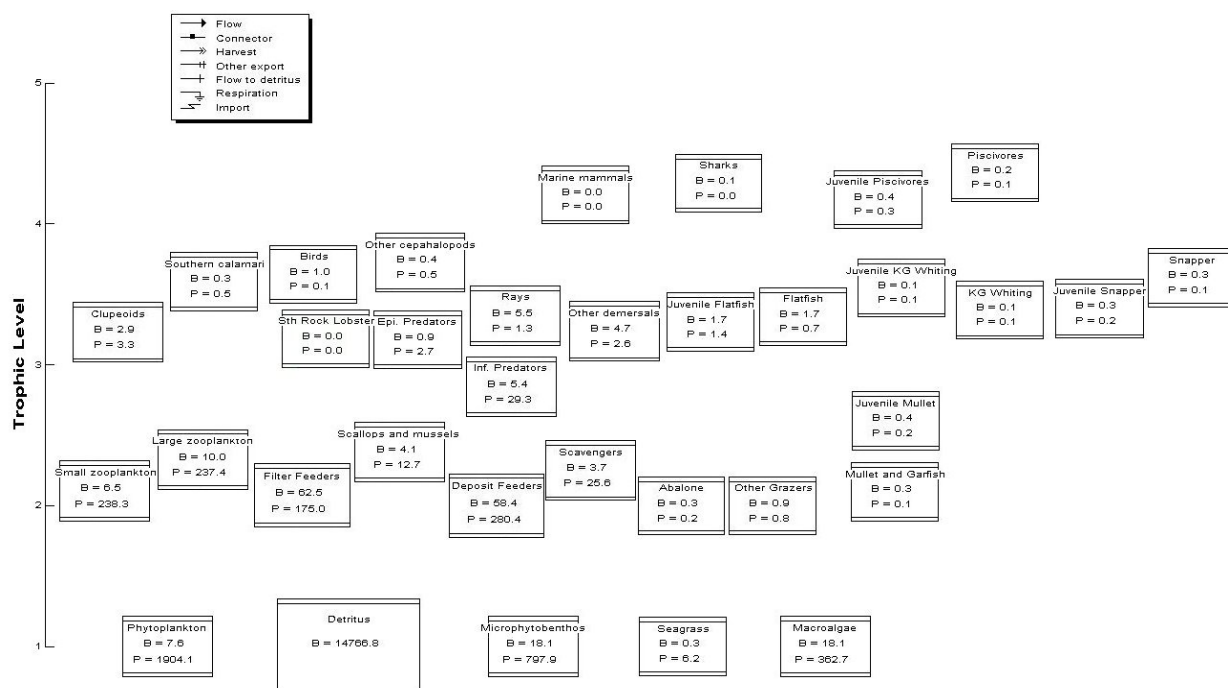 Flow
Connector
Harvest
Other export
Flow to detritus
Respiration
Import
Trophic Level
5
4
3
2
1
Piscivores
B = 0.2
P = 0.1
Sharks
B = 0.1
P = 0.0
Marine mammals
B = 0.0
P = 0.0
Juvenile Piscivores
B = 0.4
P = 0.3
Other cepahalopods
B = 0.4
P = 0.5
Birds
B = 1.0
P = 0.1
Southern calamari
B = 0.3
P = 0.5
Snapper
B = 0.3
P = 0.1
Juvenile KG Whiting
B = 0.1
P = 0.1
KG Whiting
B = 0.1
P = 0.1
Juvenile Snapper
B = 0.3
P = 0.2
Rays
B = 5.5
P = 1.3
Flatfish
B = 1.7
P = 0.7
Juvenile Flatfish
B = 1.7
P = 1.4
Other demersals
B = 4.7
P = 2.6
Clupeoids
B = 2.9
P = 3.3
Sth Rock Lobster
B = 0.0
P = 0.0
Epi. Predators
B = 0.9
P = 2.7
Inf. Predators
B = 5.4
P = 29.3
Juvenile Mullet
B = 0.4
P = 0.2
Scallops and mussels
B = 4.1
P = 12.7
Large zooplankton
B = 10.0
P = 237.4
Scavengers
B = 3.7
P = 25.6
Small zooplankton
B = 6.5
P = 238.3
Filter Feeders
B = 62.5
P = 175.0
Deposit Feeders
B = 58.4
P = 280.4
Abalone
B = 0.3
P = 0.2
Other Grazers
B = 0.9
P = 0.8
Mullet and Garfish
B = 0.3
P = 0.1
Phytoplankton
B = 7.6
P = 1904.1
Detritus
B = 14766.8
Microphytobenthos
B = 18.1
P = 797.9
Seagrass
B = 0.3
P = 6.2
Macroalgae
B = 18.1
P = 362.7